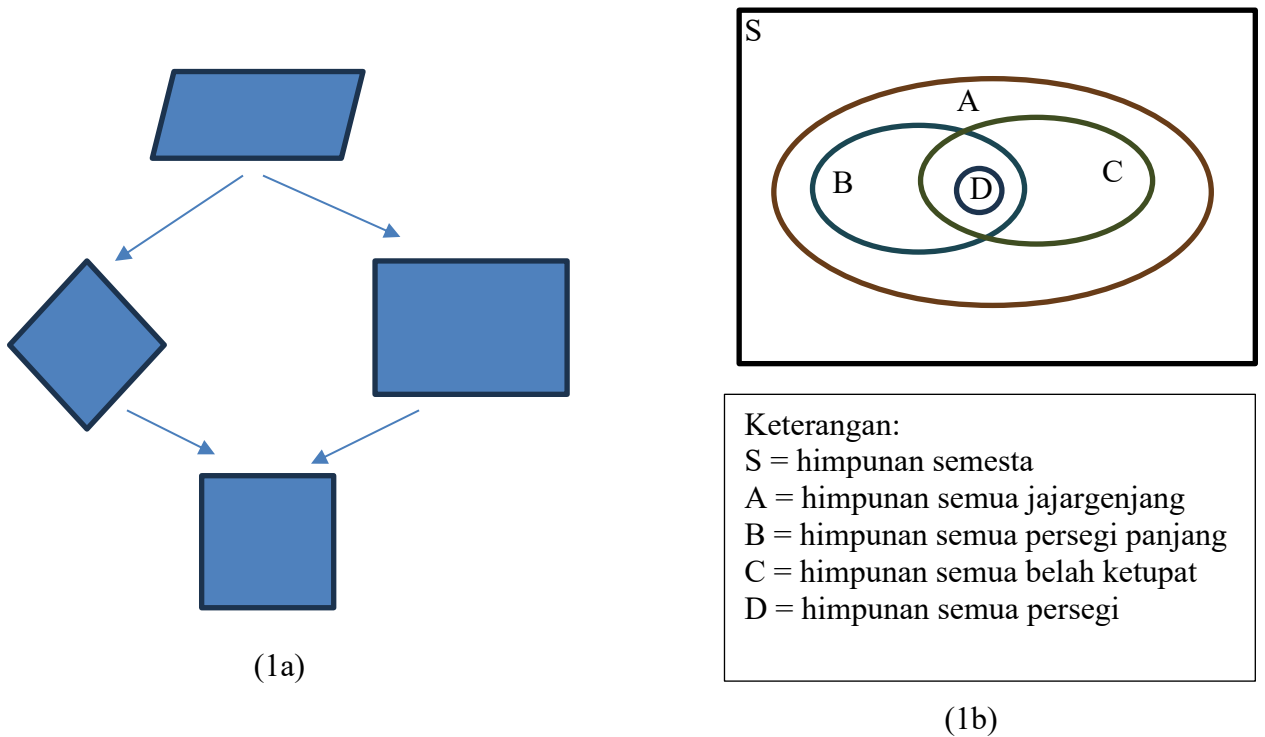 S
A
B
C
D
Keterangan:
S = himpunan semesta
A = himpunan semua jajargenjang
B = himpunan semua persegi panjang
C = himpunan semua belah ketupat
D = himpunan semua persegi
(1a)
(1b)